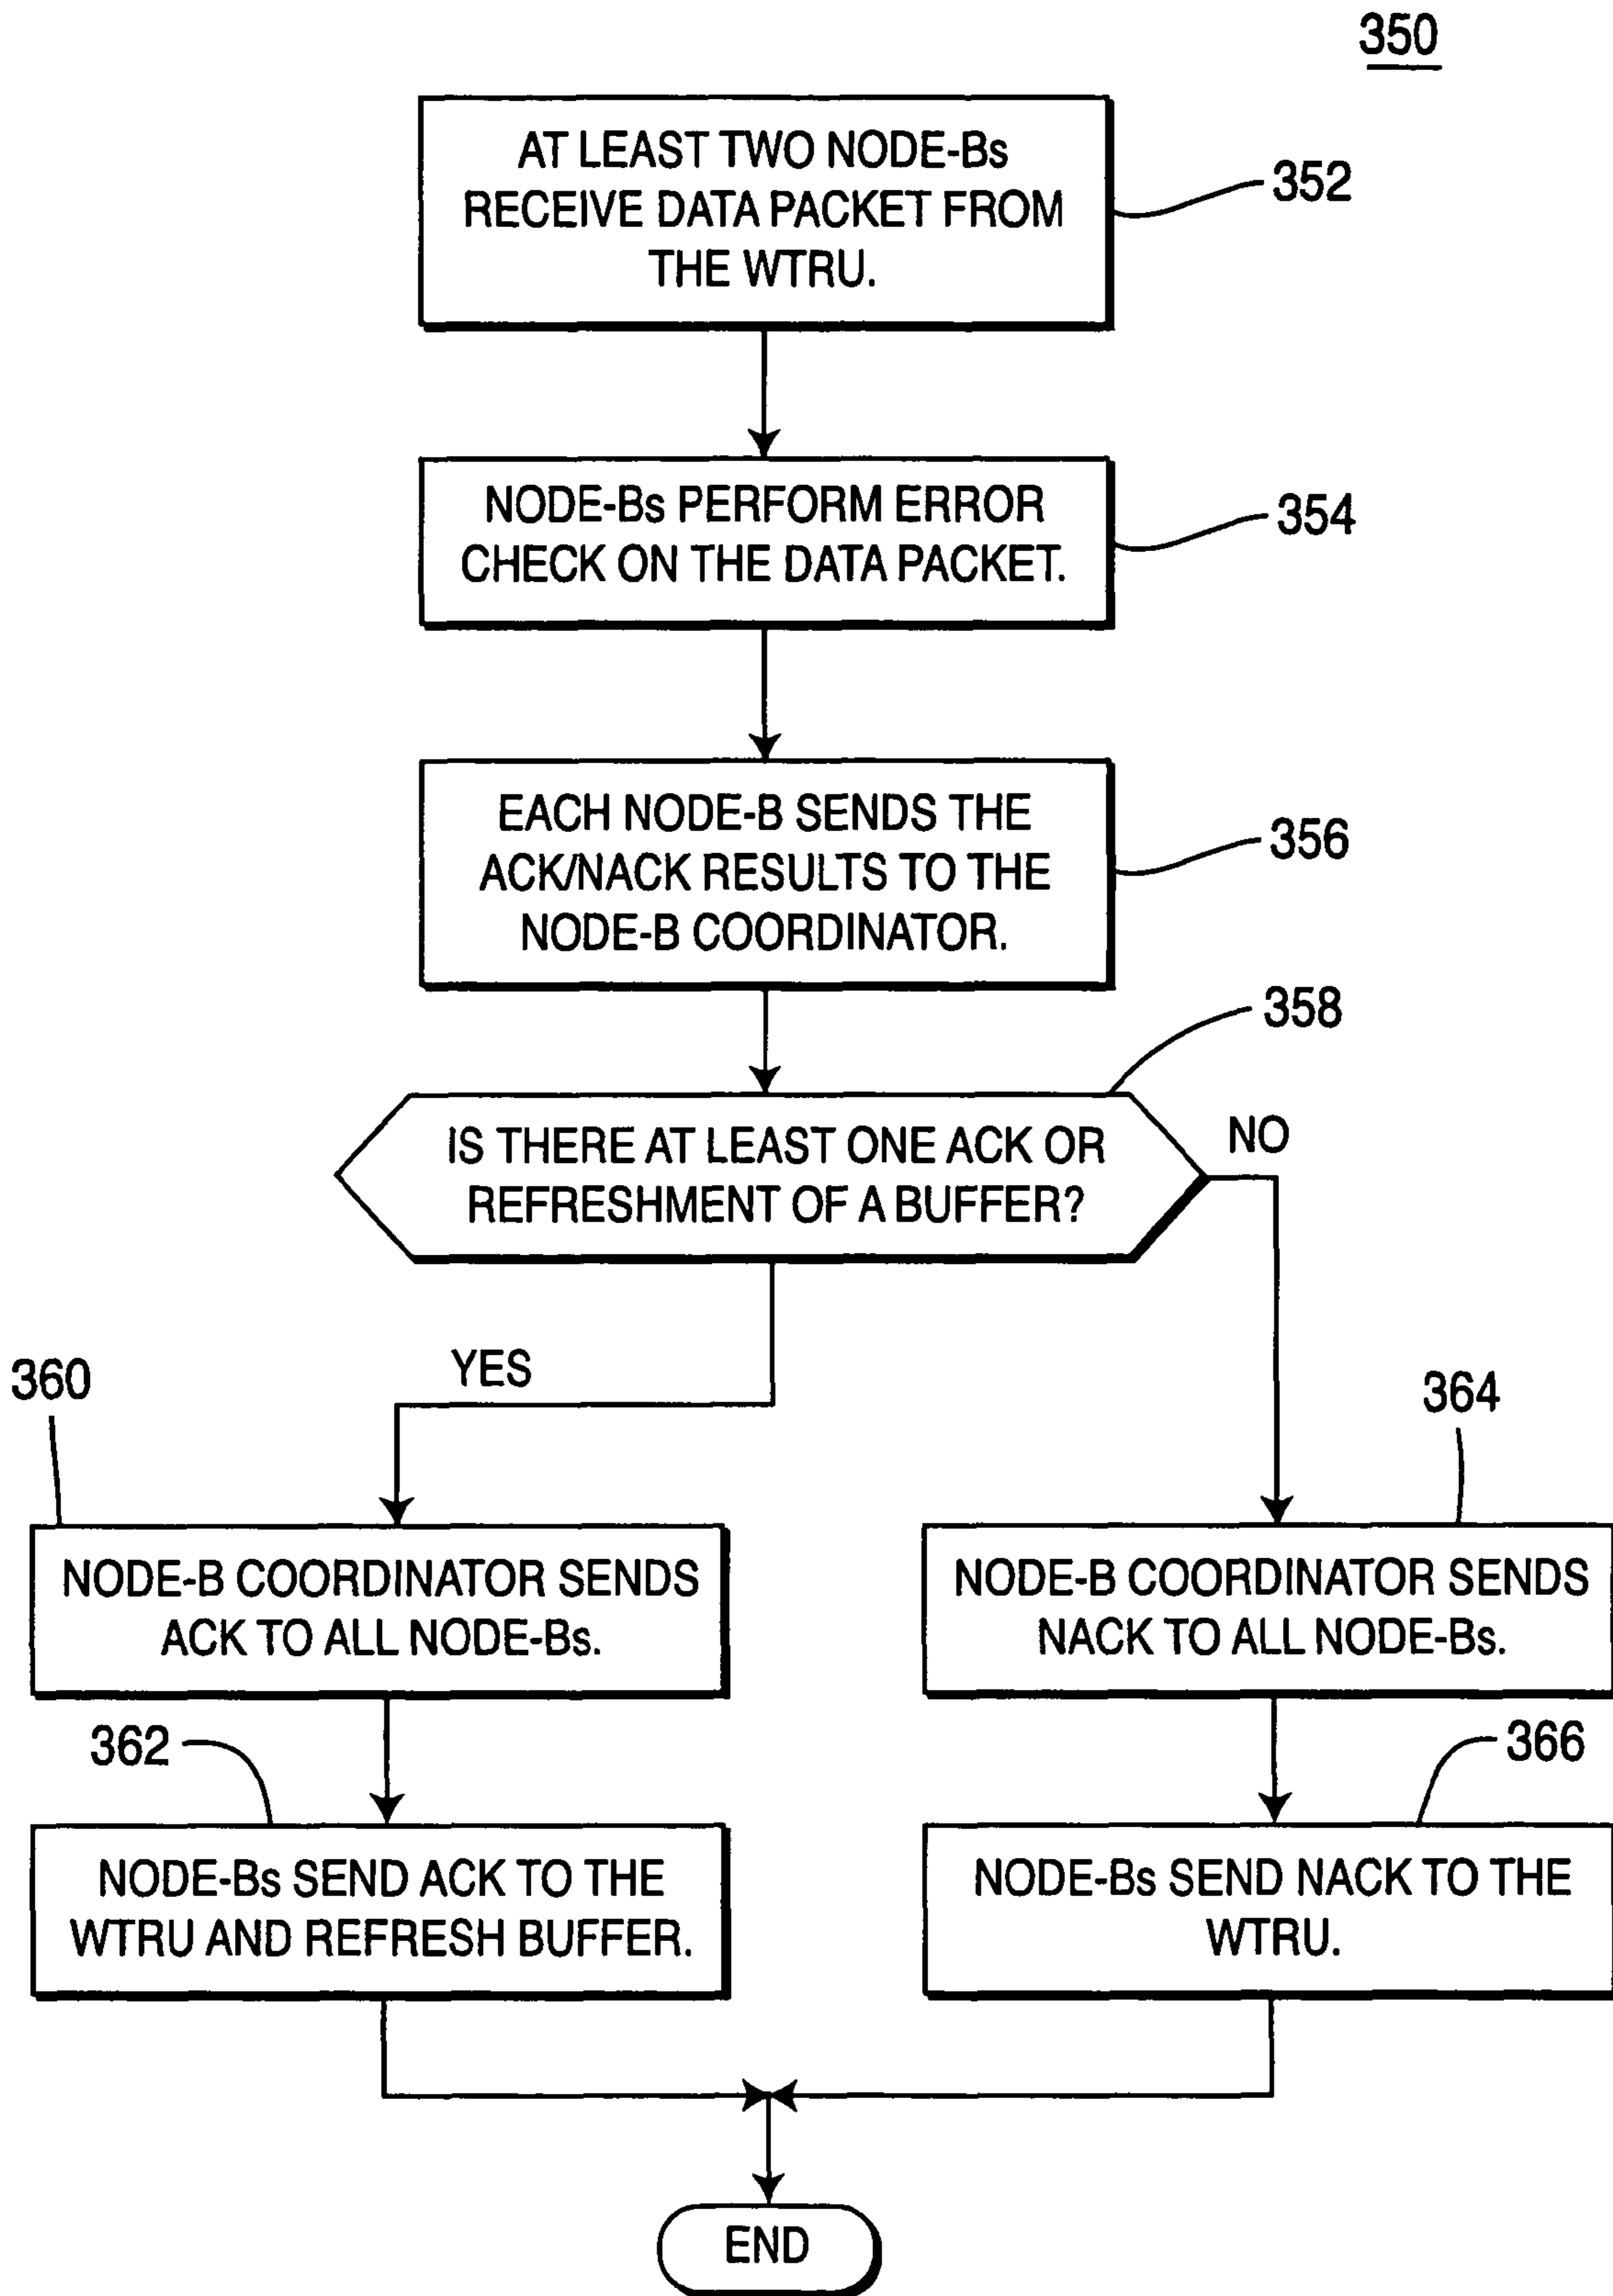 350
AT LEAST TWO NODE-Bs
RECEIVE DATA PACKET FROM
THE WTRU.
352
NODE-Bs PERFORM ERROR
CHECK ON THE DATA PACKET.
354
EACH NODE-B SENDS THE
ACK/NACK RESULTS TO THE
NODE-B COORDINATOR.
356
358
IS THERE AT LEAST ONE ACK OR
REFRESHMENT OF A BUFFER?
NO
YES
360
364
NODE-B COORDINATOR SENDS
ACK TO ALL NODE-Bs.
NODE-B COORDINATOR SENDS
NACK TO ALL NODE-Bs.
362
366
NODE-Bs SEND ACK TO THE
WTRU AND REFRESH BUFFER.
NODE-Bs SEND NACK TO THE
WTRU.
END